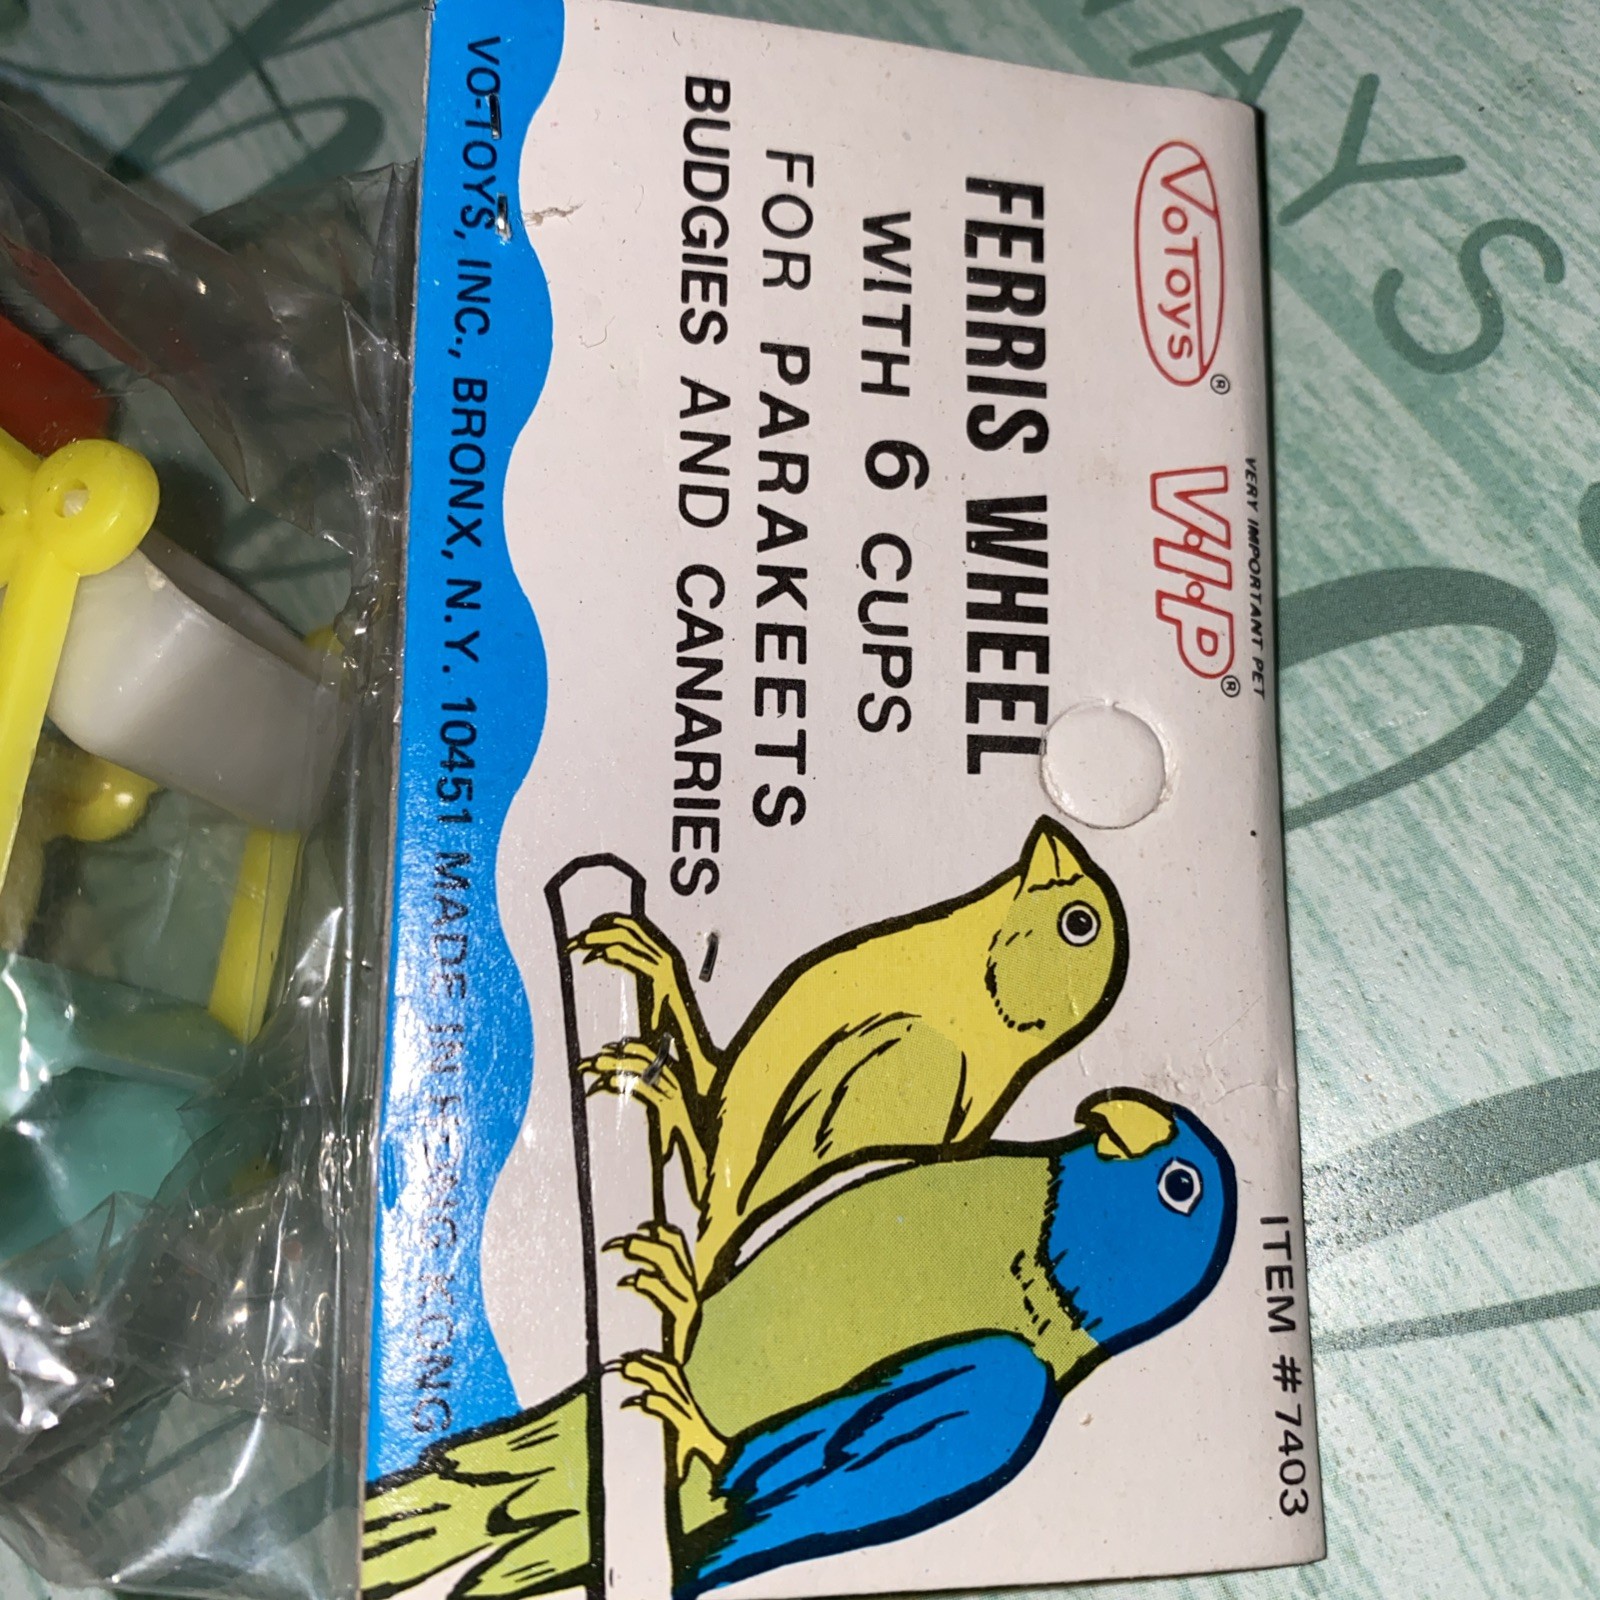 VoToys®
VERY IMPORTANT PET
V.I.P®
ITEM #7403
FERRIS WHEEL
WITH 6 CUPS
FOR PARAKEETS
BUDGIES AND CANARIES
VO-TOYS, INC., BRONX, N.Y. 10451 MADE IN HONG KONG
AYS